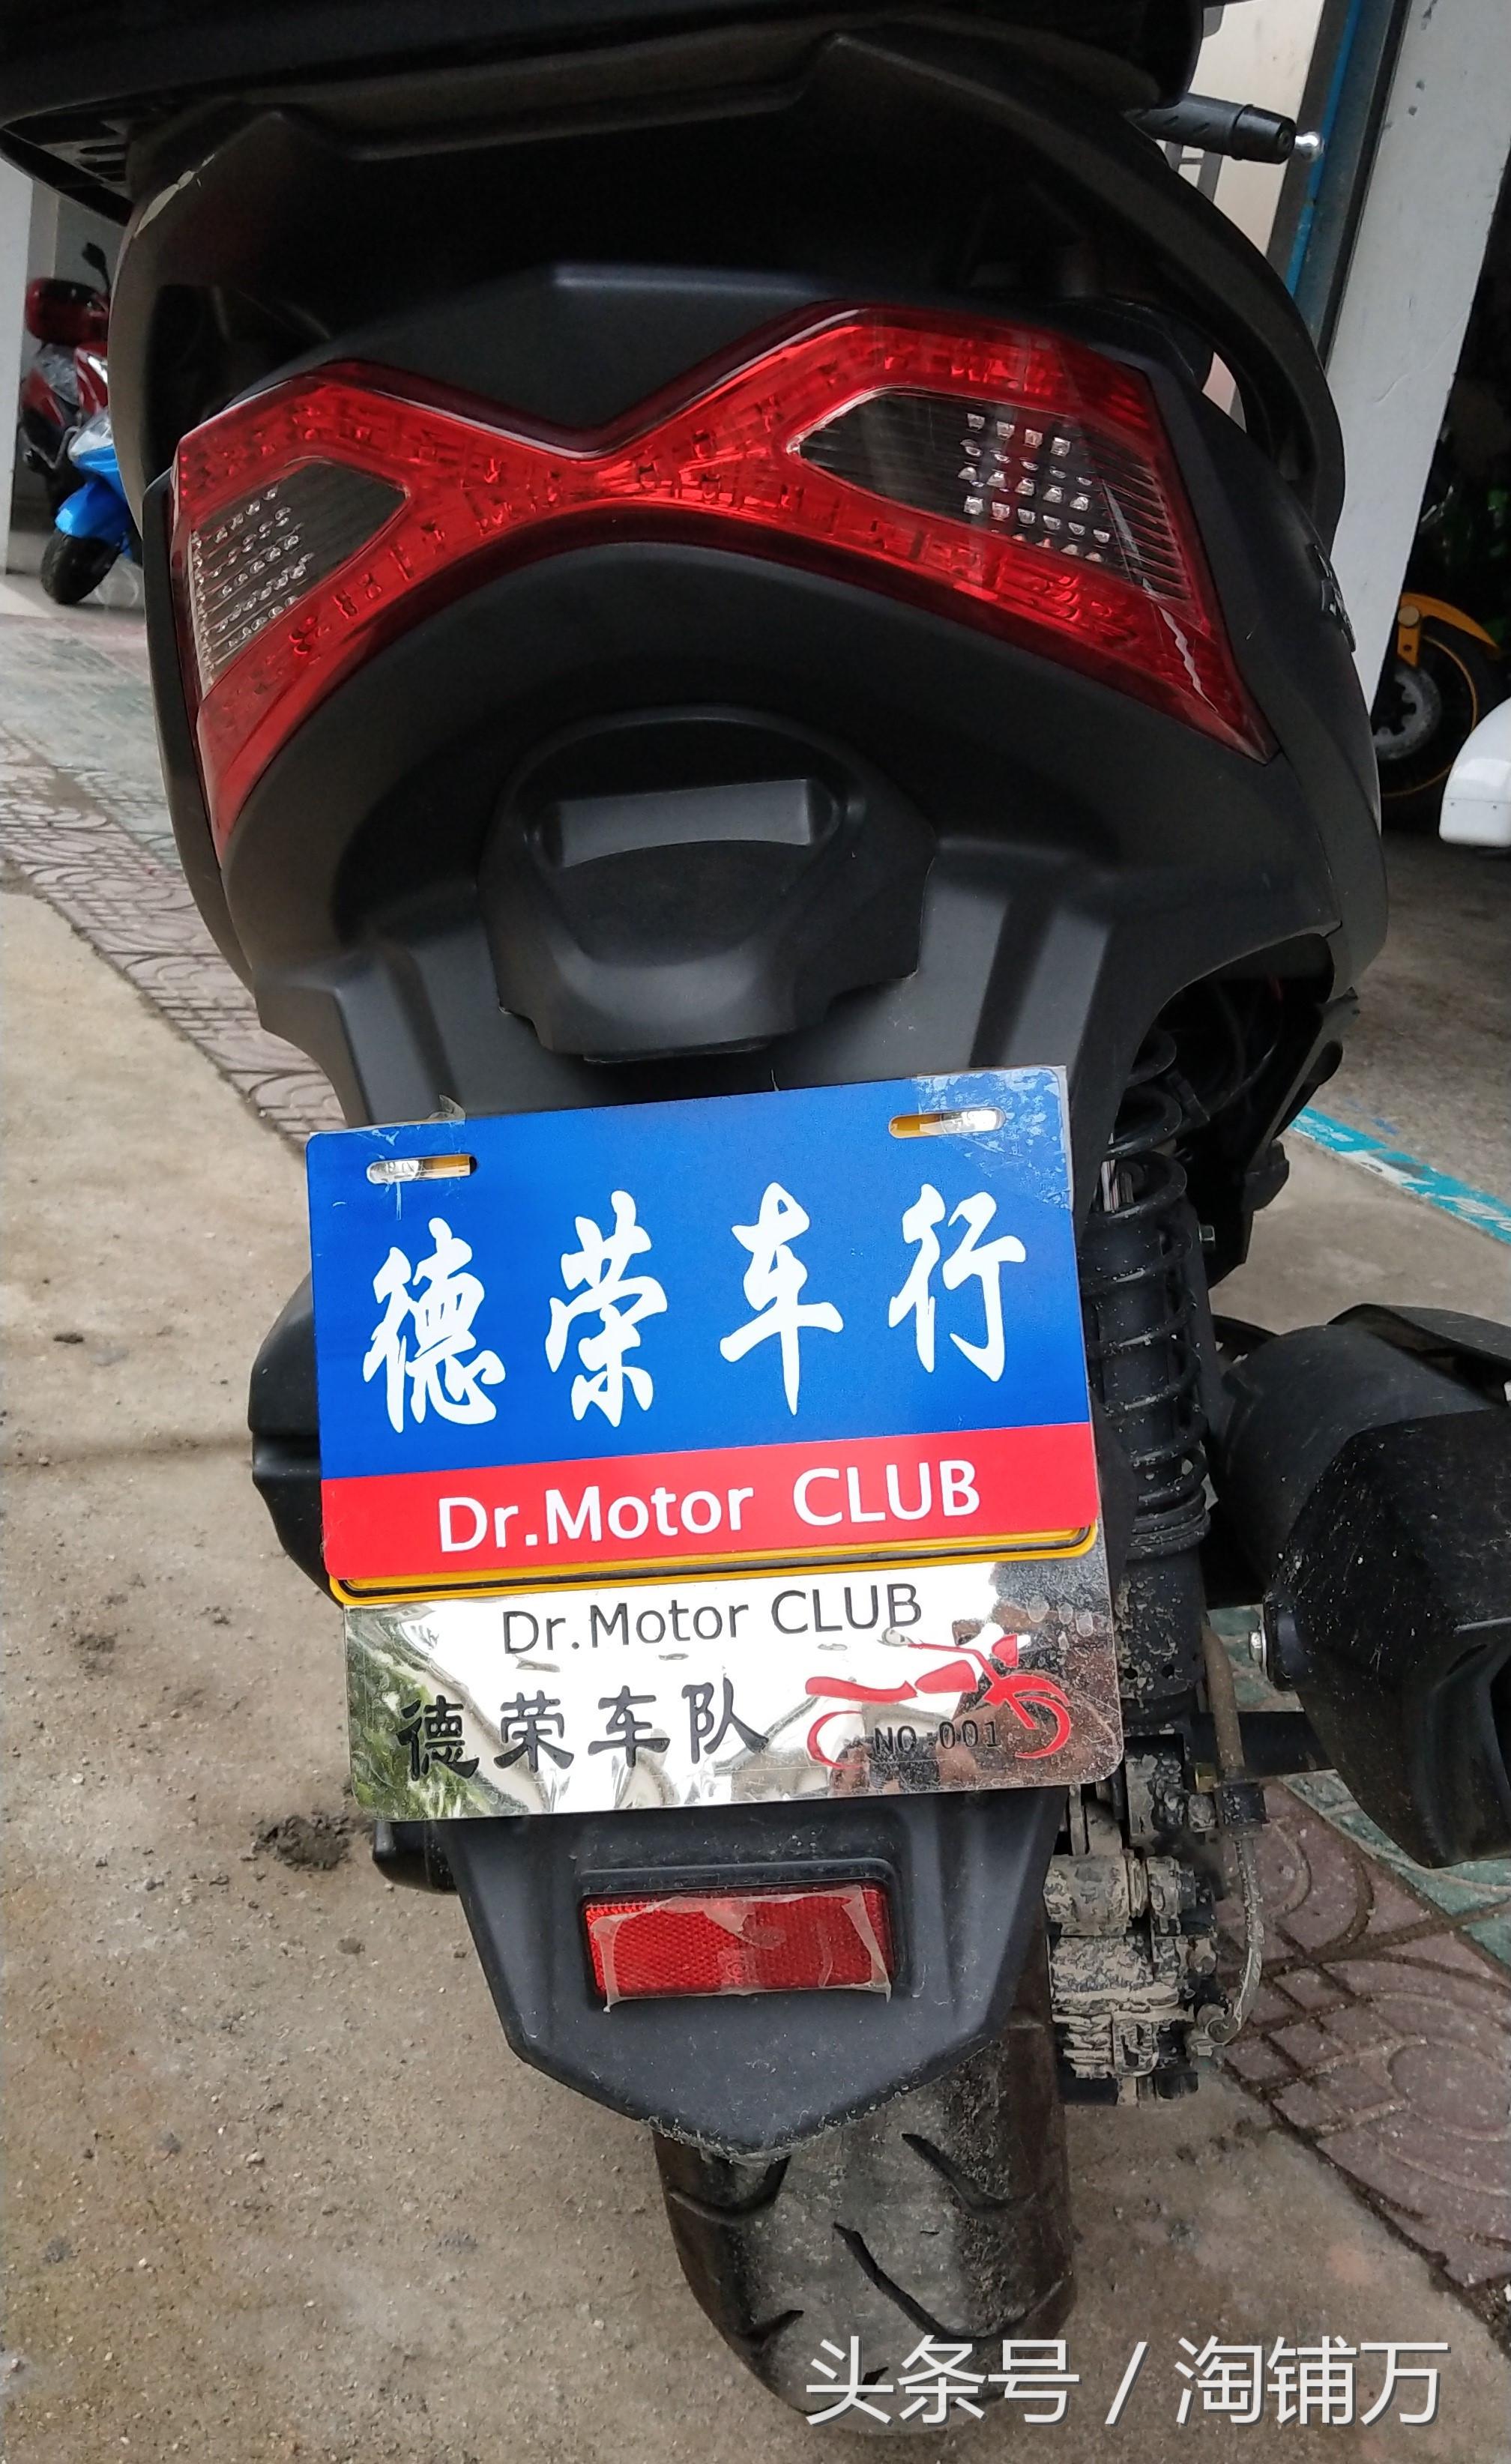 德荣车行
Dr.Motor CLUB
Dr.Motor CLUB
德荣车队
NO:001
头条号 / 淘铺万